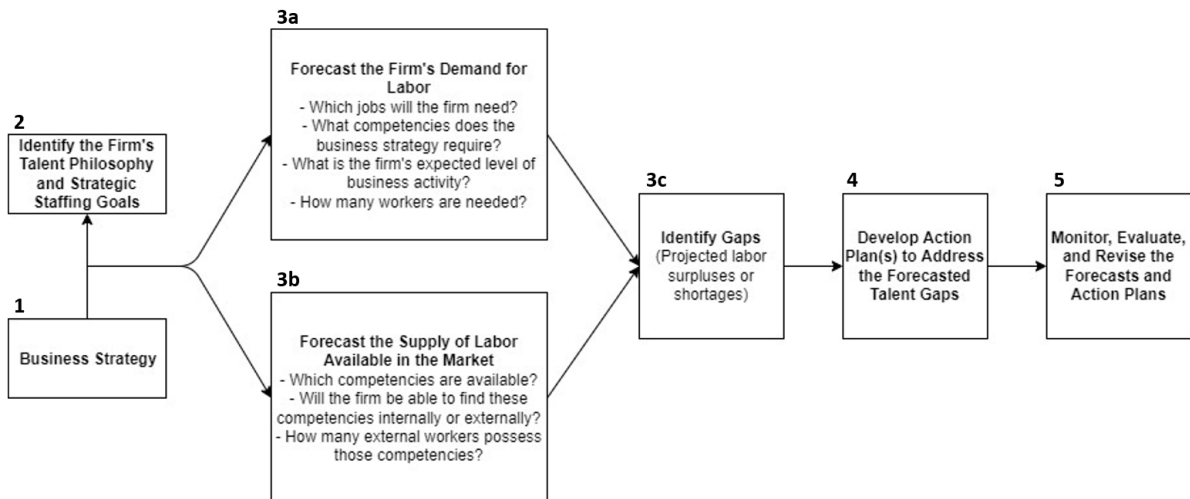 1
Business Strategy
2
Identify the Firm's
Talent Philosophy
and Strategic
Staffing Goals
3a
Forecast the Firm's Demand for
Labor
- Which jobs will the firm need?
- What competencies does the
business strategy require?
- What is the firm's expected level of
business activity?
- How many workers are needed?
3b
Forecast the Supply of Labor
Available in the Market
- Which competencies are available?
- Will the firm be able to find these
competencies internally or externally?
- How many external workers possess
those competencies?
3c
Identify Gaps
(Projected labor
surpluses or
shortages)
4
Develop Action
Plan(s) to Address
the Forecasted
Talent Gaps
5
Monitor, Evaluate,
and Revise the
Forecasts and
Action Plans